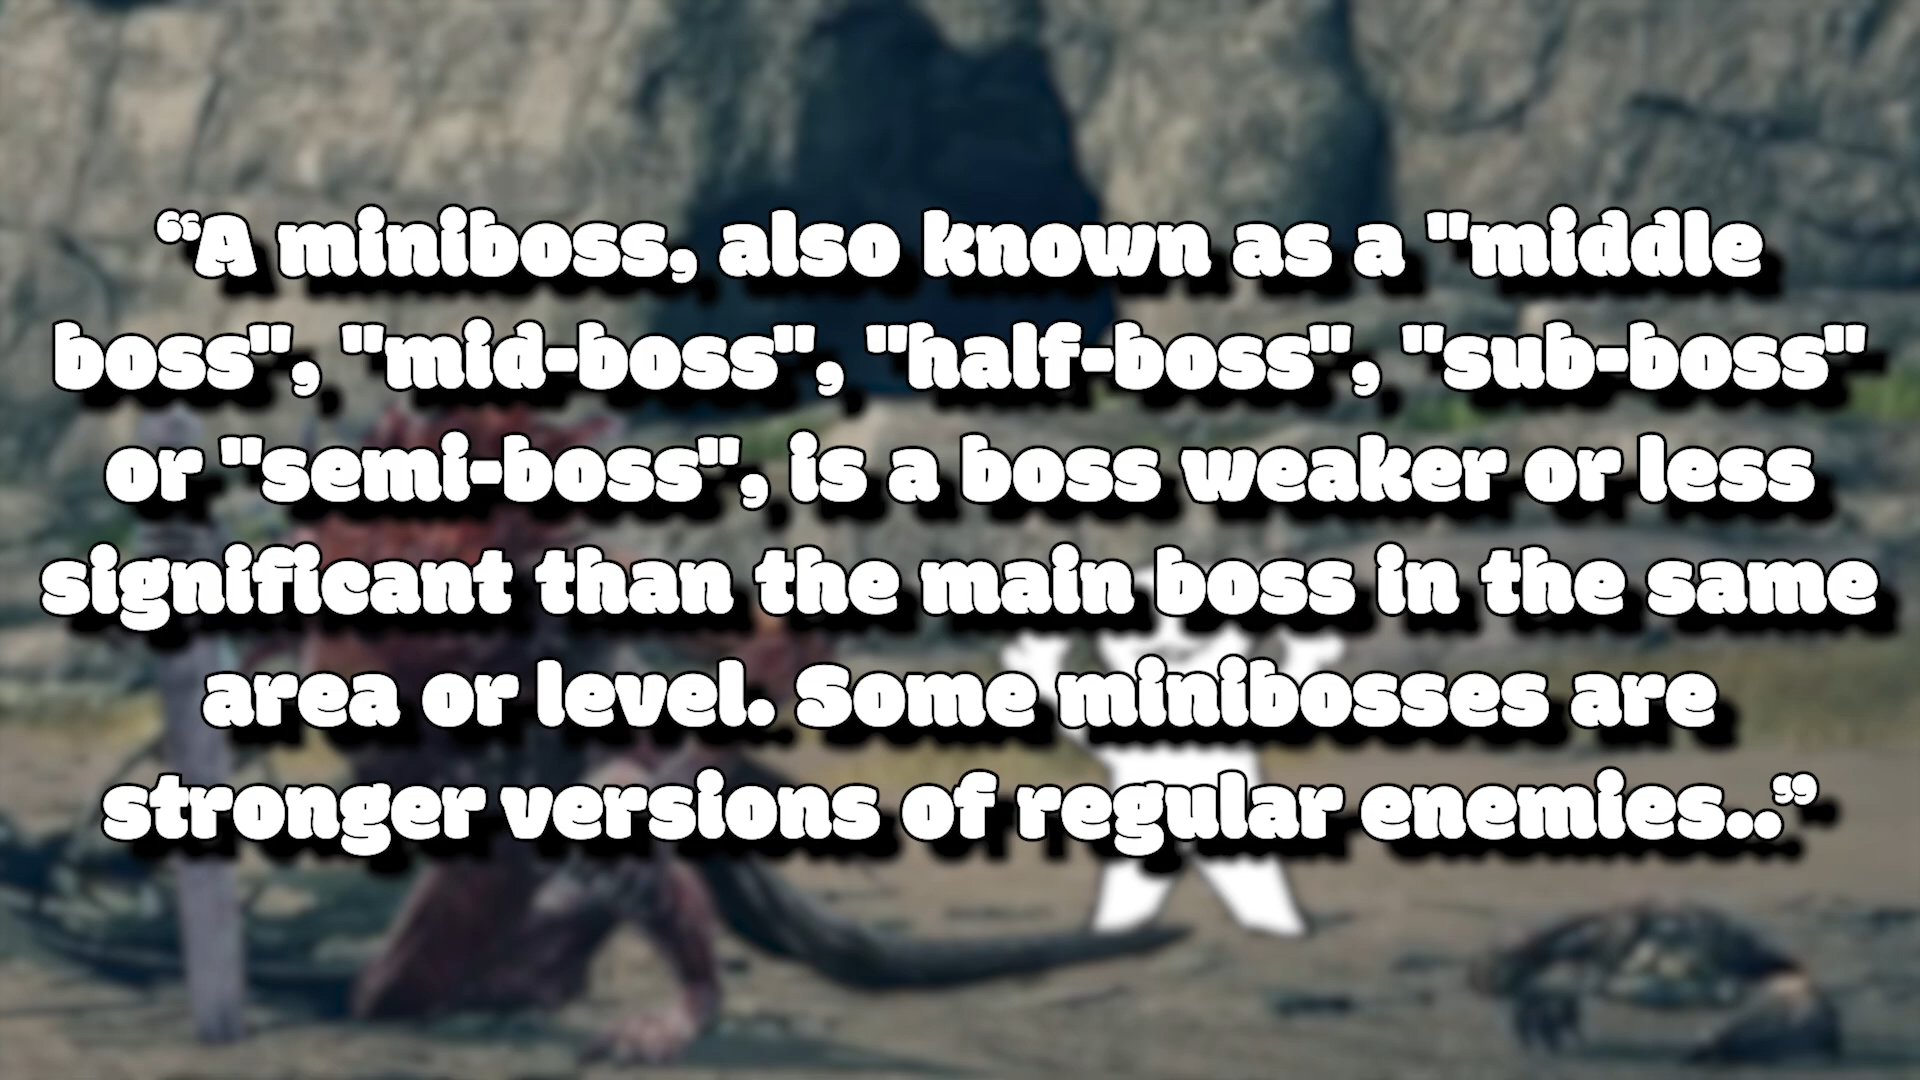 “A miniboss, also known as a "middle
boss", "mid-boss", "half-boss", "sub-boss"
or "semi-boss", is a boss weaker or less
significant than the main boss in the same
area or level. Some minibosses are
stronger versions of regular enemies..”